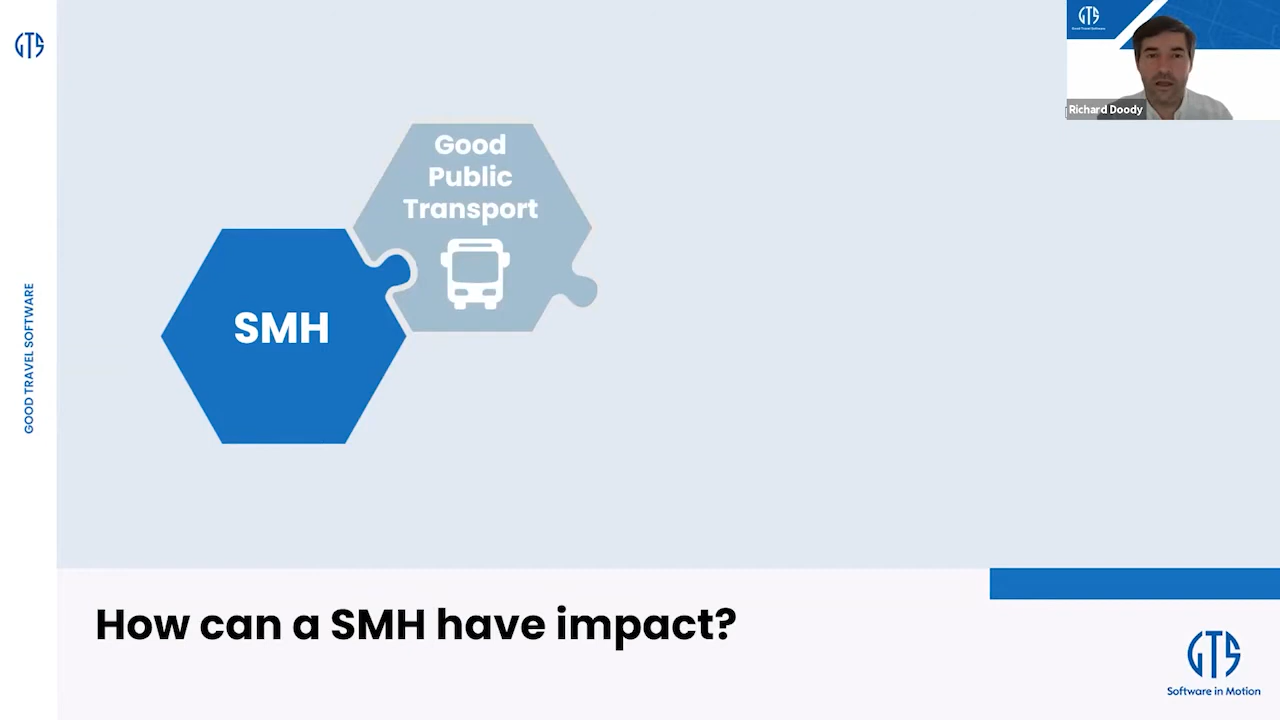 GTS
GOOD TRAVEL SOFTWARE
Good
Public
Transport
SMH
How can a SMH have impact?
GTS
Richard Doody
GTS
Software in Motion